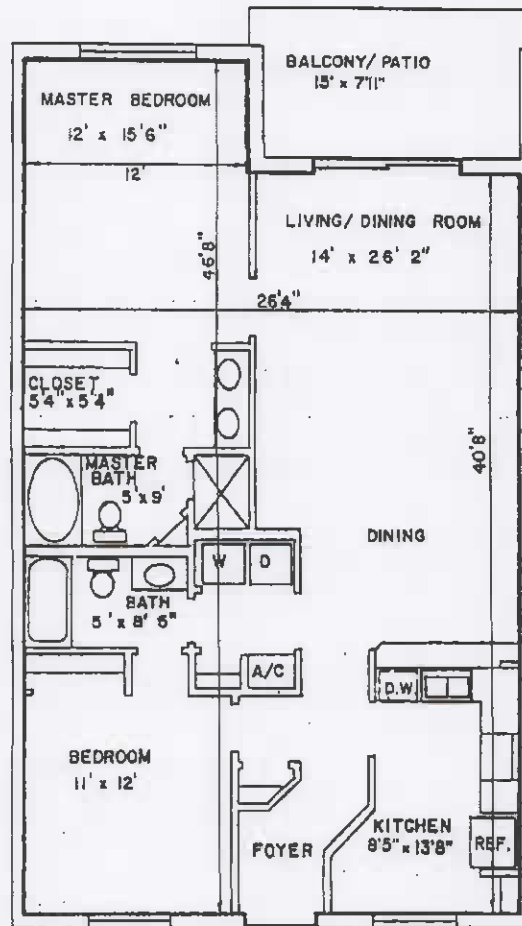 BALCONY/ PATIO
15' x 7'11"
MASTER BEDROOM
12' x 15'6"
12'
LIVING/ DINING ROOM
14' x 26' 2"
46'8"
26'4"
CLOSET
5'4" x 5'4"
MASTER
BATH
5' x 9'
40'8"
DINING
W
D
BATH
5' x 8' 5"
A/C
D.W.
BEDROOM
11' x 12'
FOYER
KITCHEN
8'5" x 13'8"
REF.